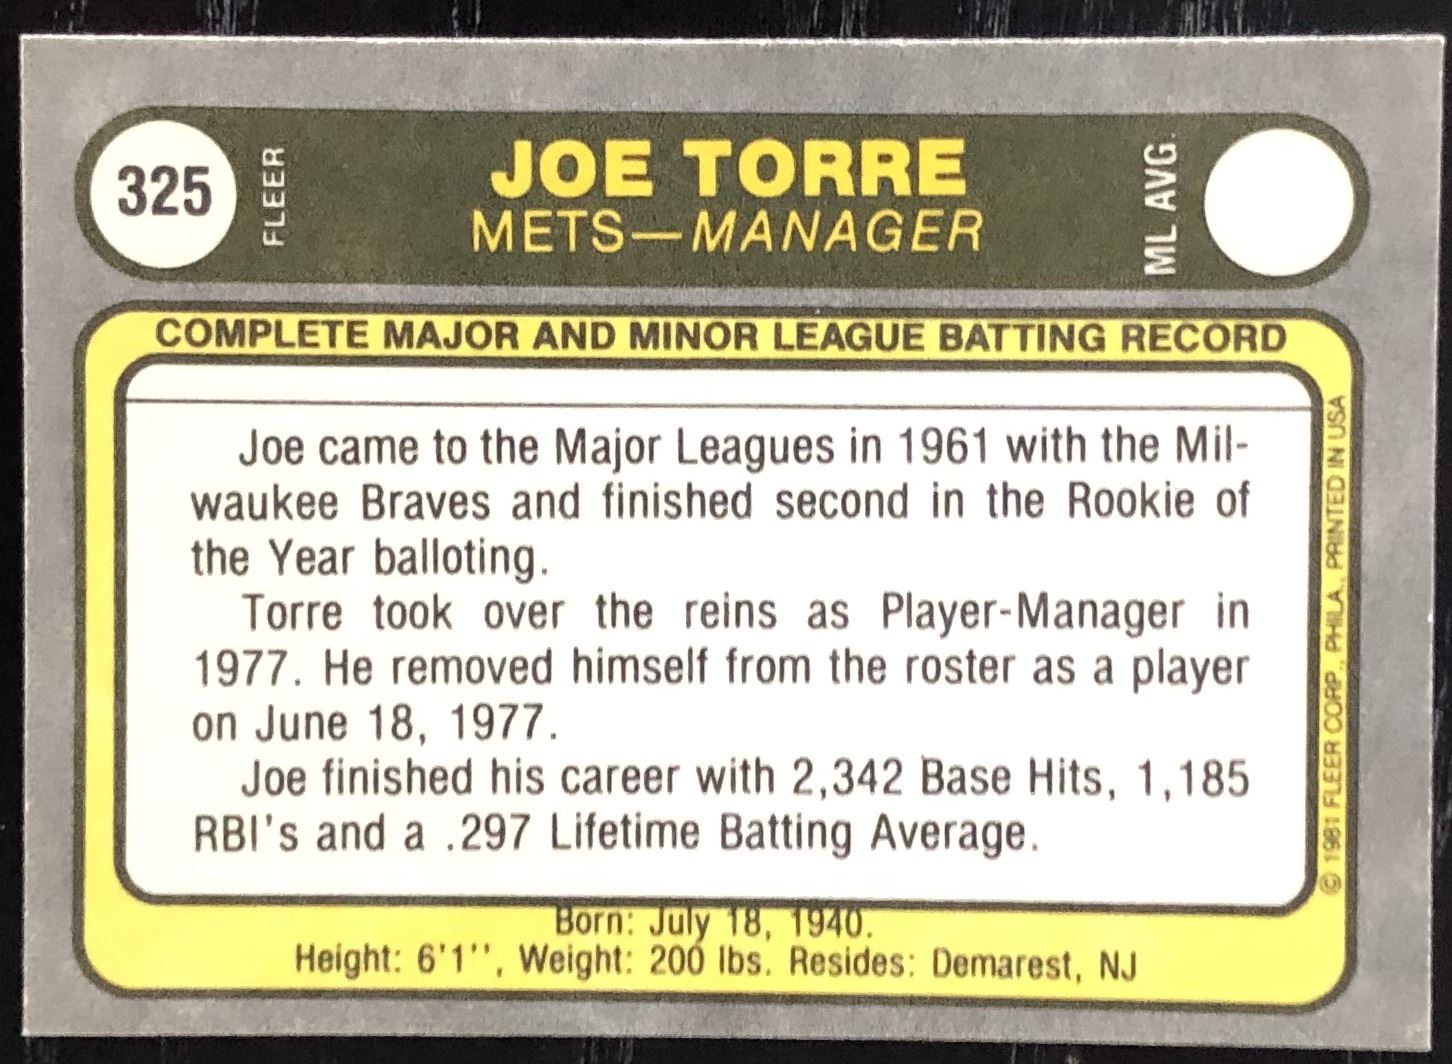 325
FLEER
JOE TORRE
METS—MANAGER
ML AVG.
COMPLETE MAJOR AND MINOR LEAGUE BATTING RECORD
Joe came to the Major Leagues in 1961 with the Mil-
waukee Braves and finished second in the Rookie of
the Year balloting.
Torre took over the reins as Player-Manager in
1977. He removed himself from the roster as a player
on June 18, 1977.
Joe finished his career with 2,342 Base Hits, 1,185
RBI's and a .297 Lifetime Batting Average.
Born: July 18, 1940.
Height: 6'1'', Weight: 200 lbs. Resides: Demarest, NJ
© 1981 FLEER CORP., PHILA., PRINTED IN USA